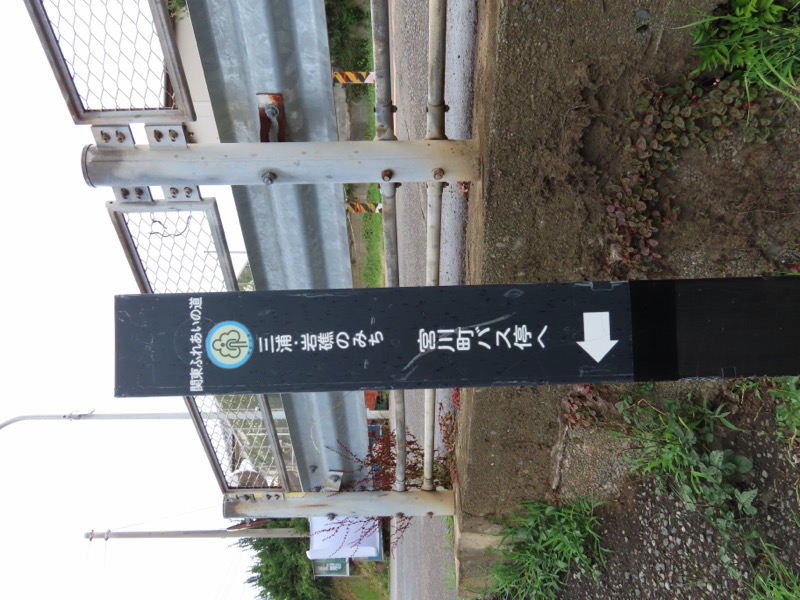 関東ふれあいの道
三浦・岩礁のみち
宮川町バス停へ